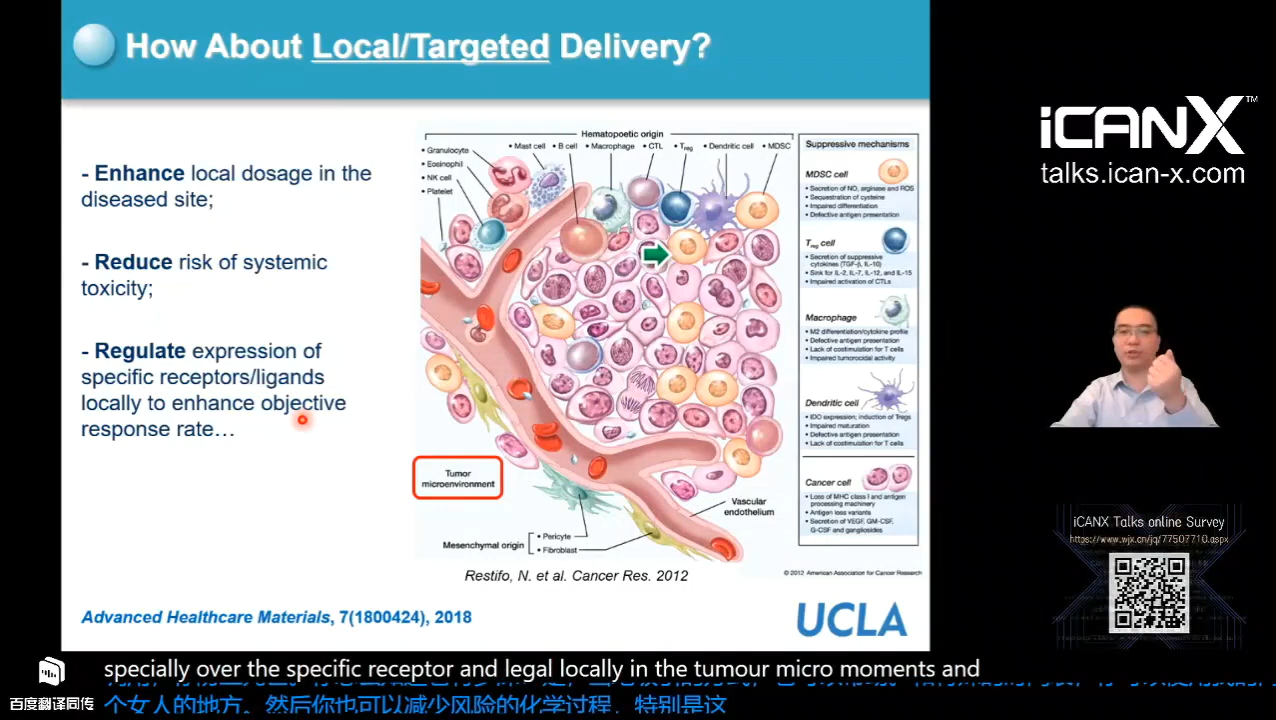 How About Local/Targeted Delivery?
- Enhance local dosage in the
diseased site;
- Reduce risk of systemic
toxicity;
- Regulate expression of
specific receptors/ligands
locally to enhance objective
response rate…
Hematopoetic origin
• Granulocyte
• Mast cell • B cell • Macrophage • CTL • Treg • Dendritic cell • MDSC
• Eosinophil
• NK cell
• Platelet
Tumor
microenvironment
Vascular
endothelium
Mesenchymal origin
• Pericyte
• Fibroblast
Suppressive mechanisms
MDSC cell
• Secretion of NO, arginase and ROS
• Sequestration of cysteine
• Impaired differentiation
• Defective antigen presentation
Treg cell
• Secretion of suppressive
cytokines (TGF-β, IL-10)
• Sink for IL-2, IL-7, IL-12, and IL-15
• Impaired activation of CTLs
Macrophage
• M2 differentiation/cytokine profile
• Defective antigen presentation
• Lack of costimulation for T cells
• Impaired tumorocidal activity
Dendritic cell
• IDO expression; induction of Tregs
• Impaired maturation
• Defective antigen presentation
• Lack of costimulation for T cells
Cancer cell
• Loss of MHC class I and antigen
processing machinery
• Antigen loss variants
• Secretion of VEGF, GM-CSF,
G-CSF and gangliosides
© 2012 American Association for Cancer Research
Restifo, N. et al. Cancer Res. 2012
Advanced Healthcare Materials, 7(1800424), 2018
UCLA
iCANX™
talks.ican-x.com
iCANX Talks online Survey
https://www.wjx.cn/jq/77507710.aspx
specially over the specific receptor and legal locally in the tumour micro moments and
百度翻译同传
个女人的地方。然后你也可以减少风险的化学过程，特别是这